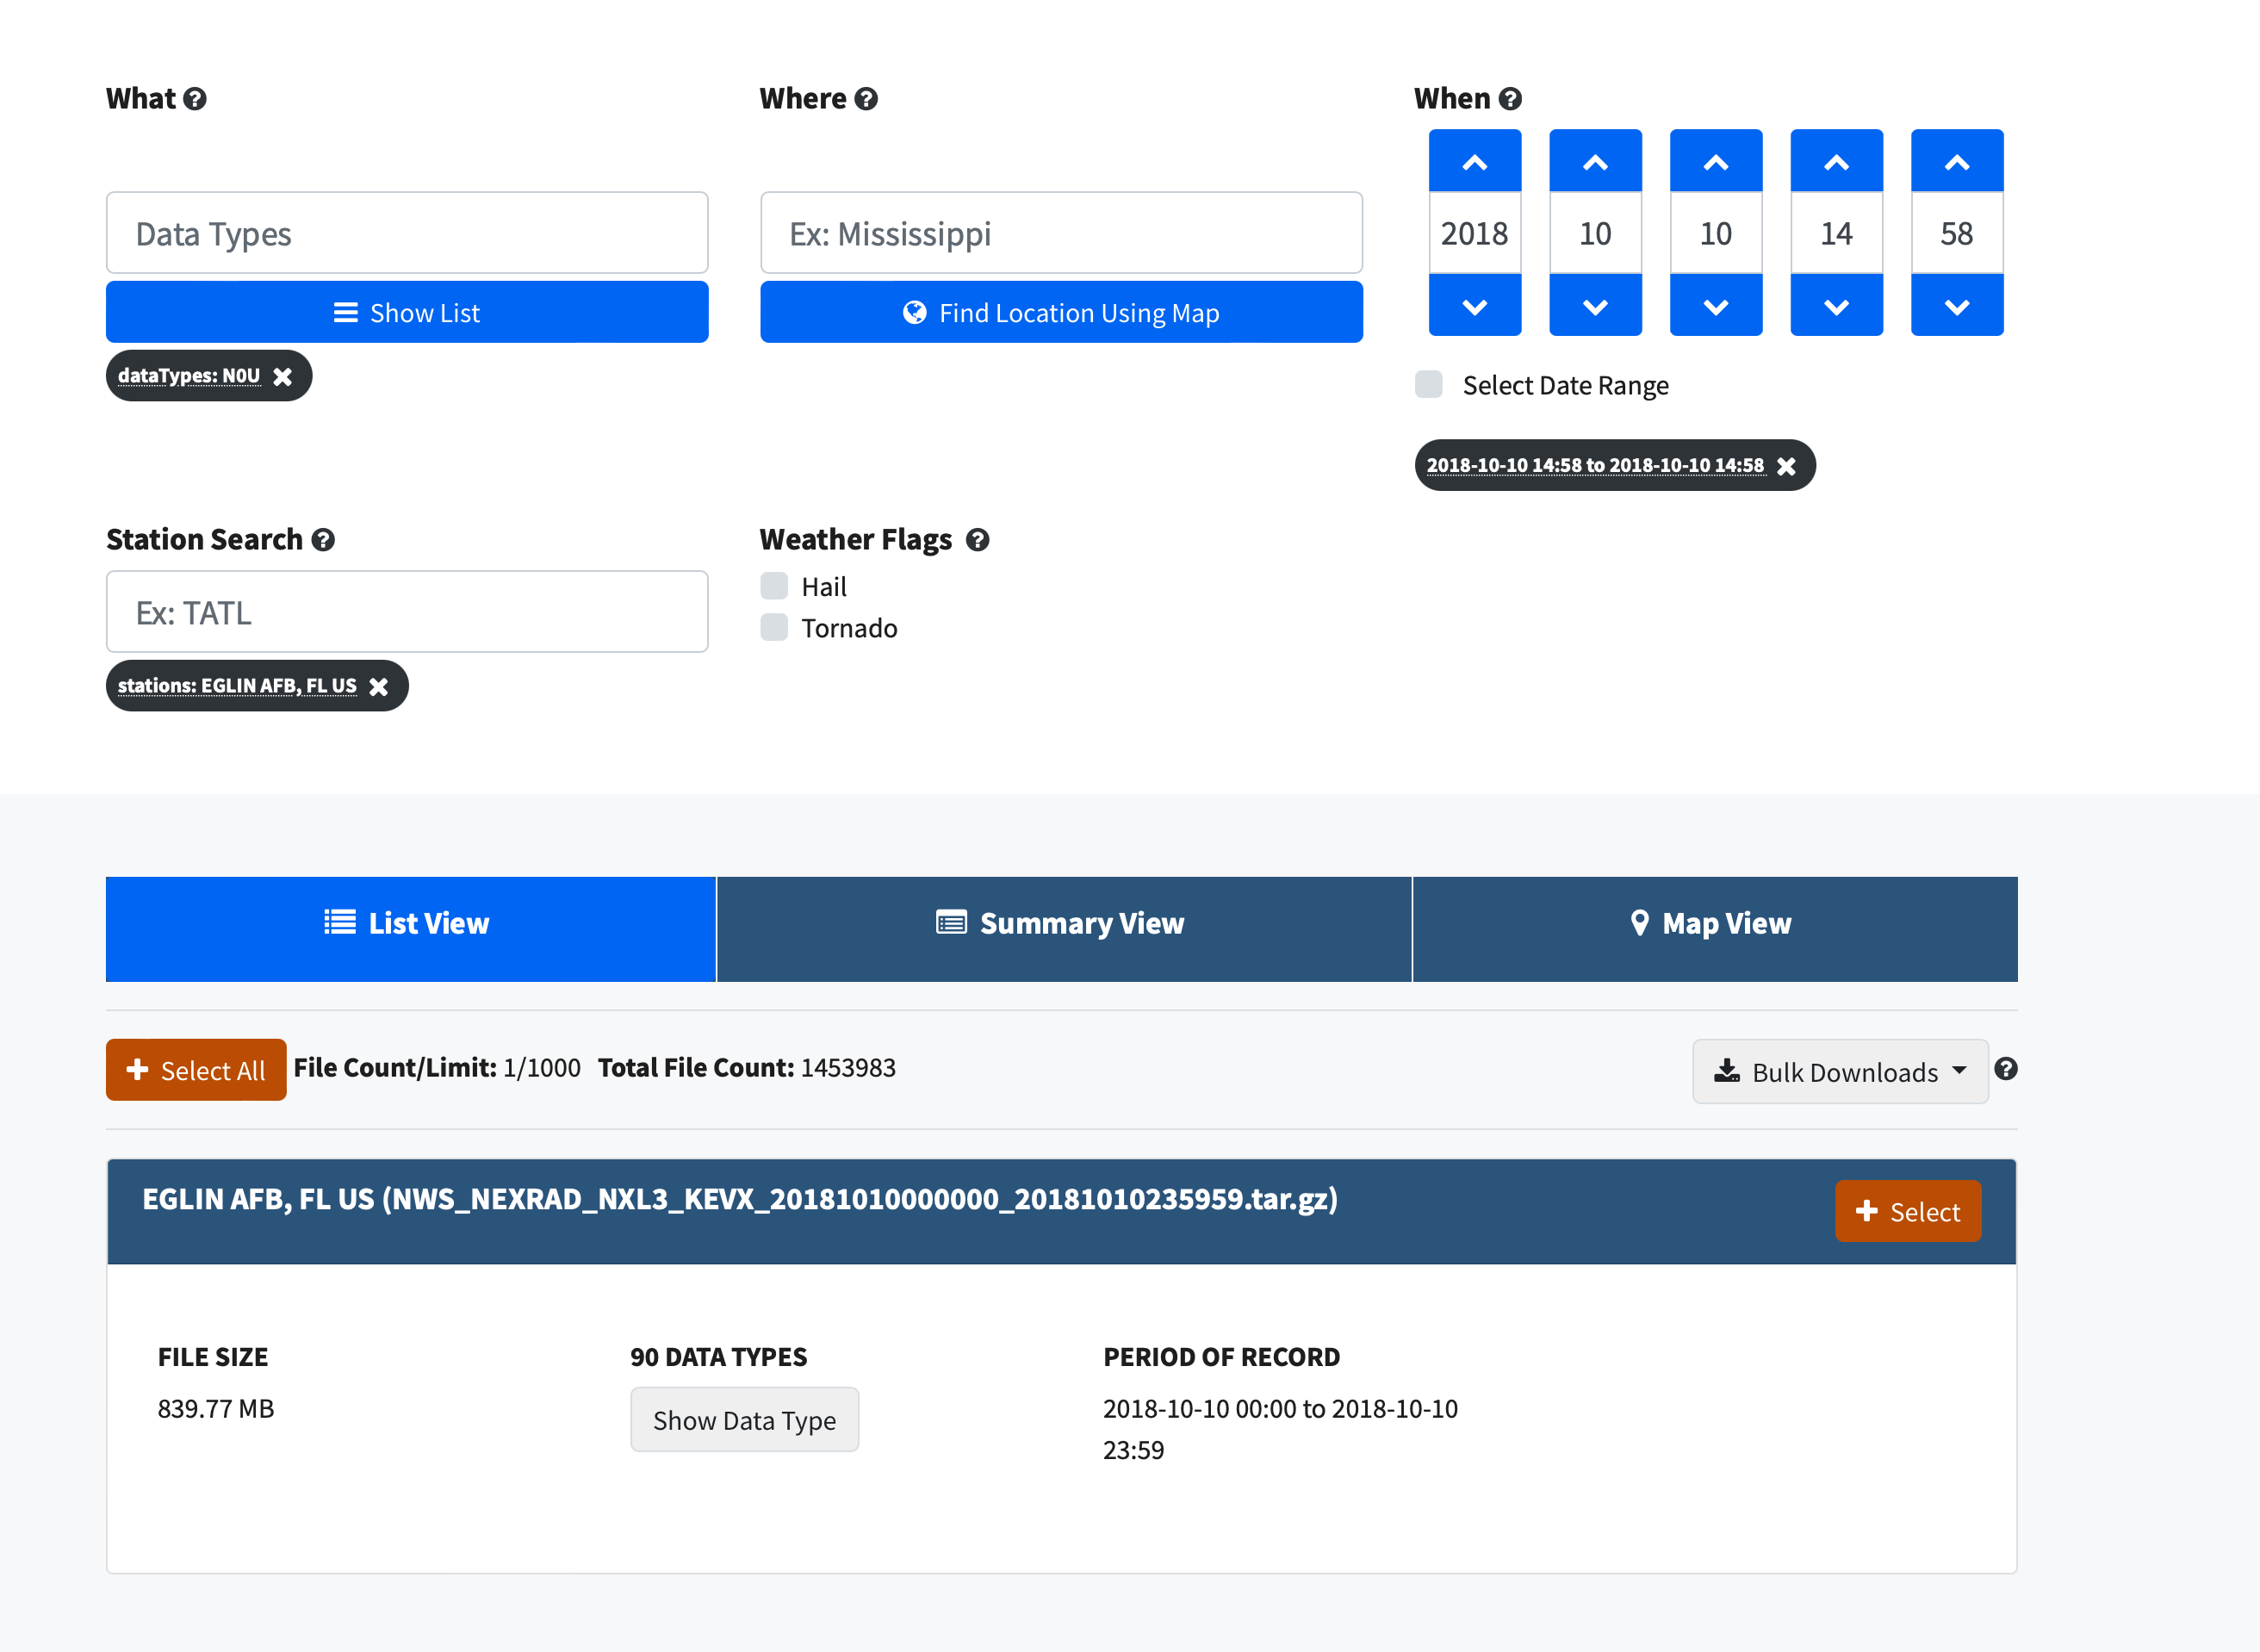 What
Where
When
Data Types
Ex: Mississippi
2018 10 10 14 58
Show List
Find Location Using Map
dataTypes: N0U
Select Date Range
2018-10-10 14:58 to 2018-10-10 14:58
Station Search
Weather Flags
Ex: TATL
Hail
Tornado
stations: EGLIN AFB, FL US
List View
Summary View
Map View
Select All
File Count/Limit: 1/1000 Total File Count: 1453983
Bulk Downloads
EGLIN AFB, FL US (NWS_NEXRAD_NXL3_KEVX_20181010000000_20181010235959.tar.gz)
Select
FILE SIZE
839.77 MB
90 DATA TYPES
Show Data Type
PERIOD OF RECORD
2018-10-10 00:00 to 2018-10-10
23:59